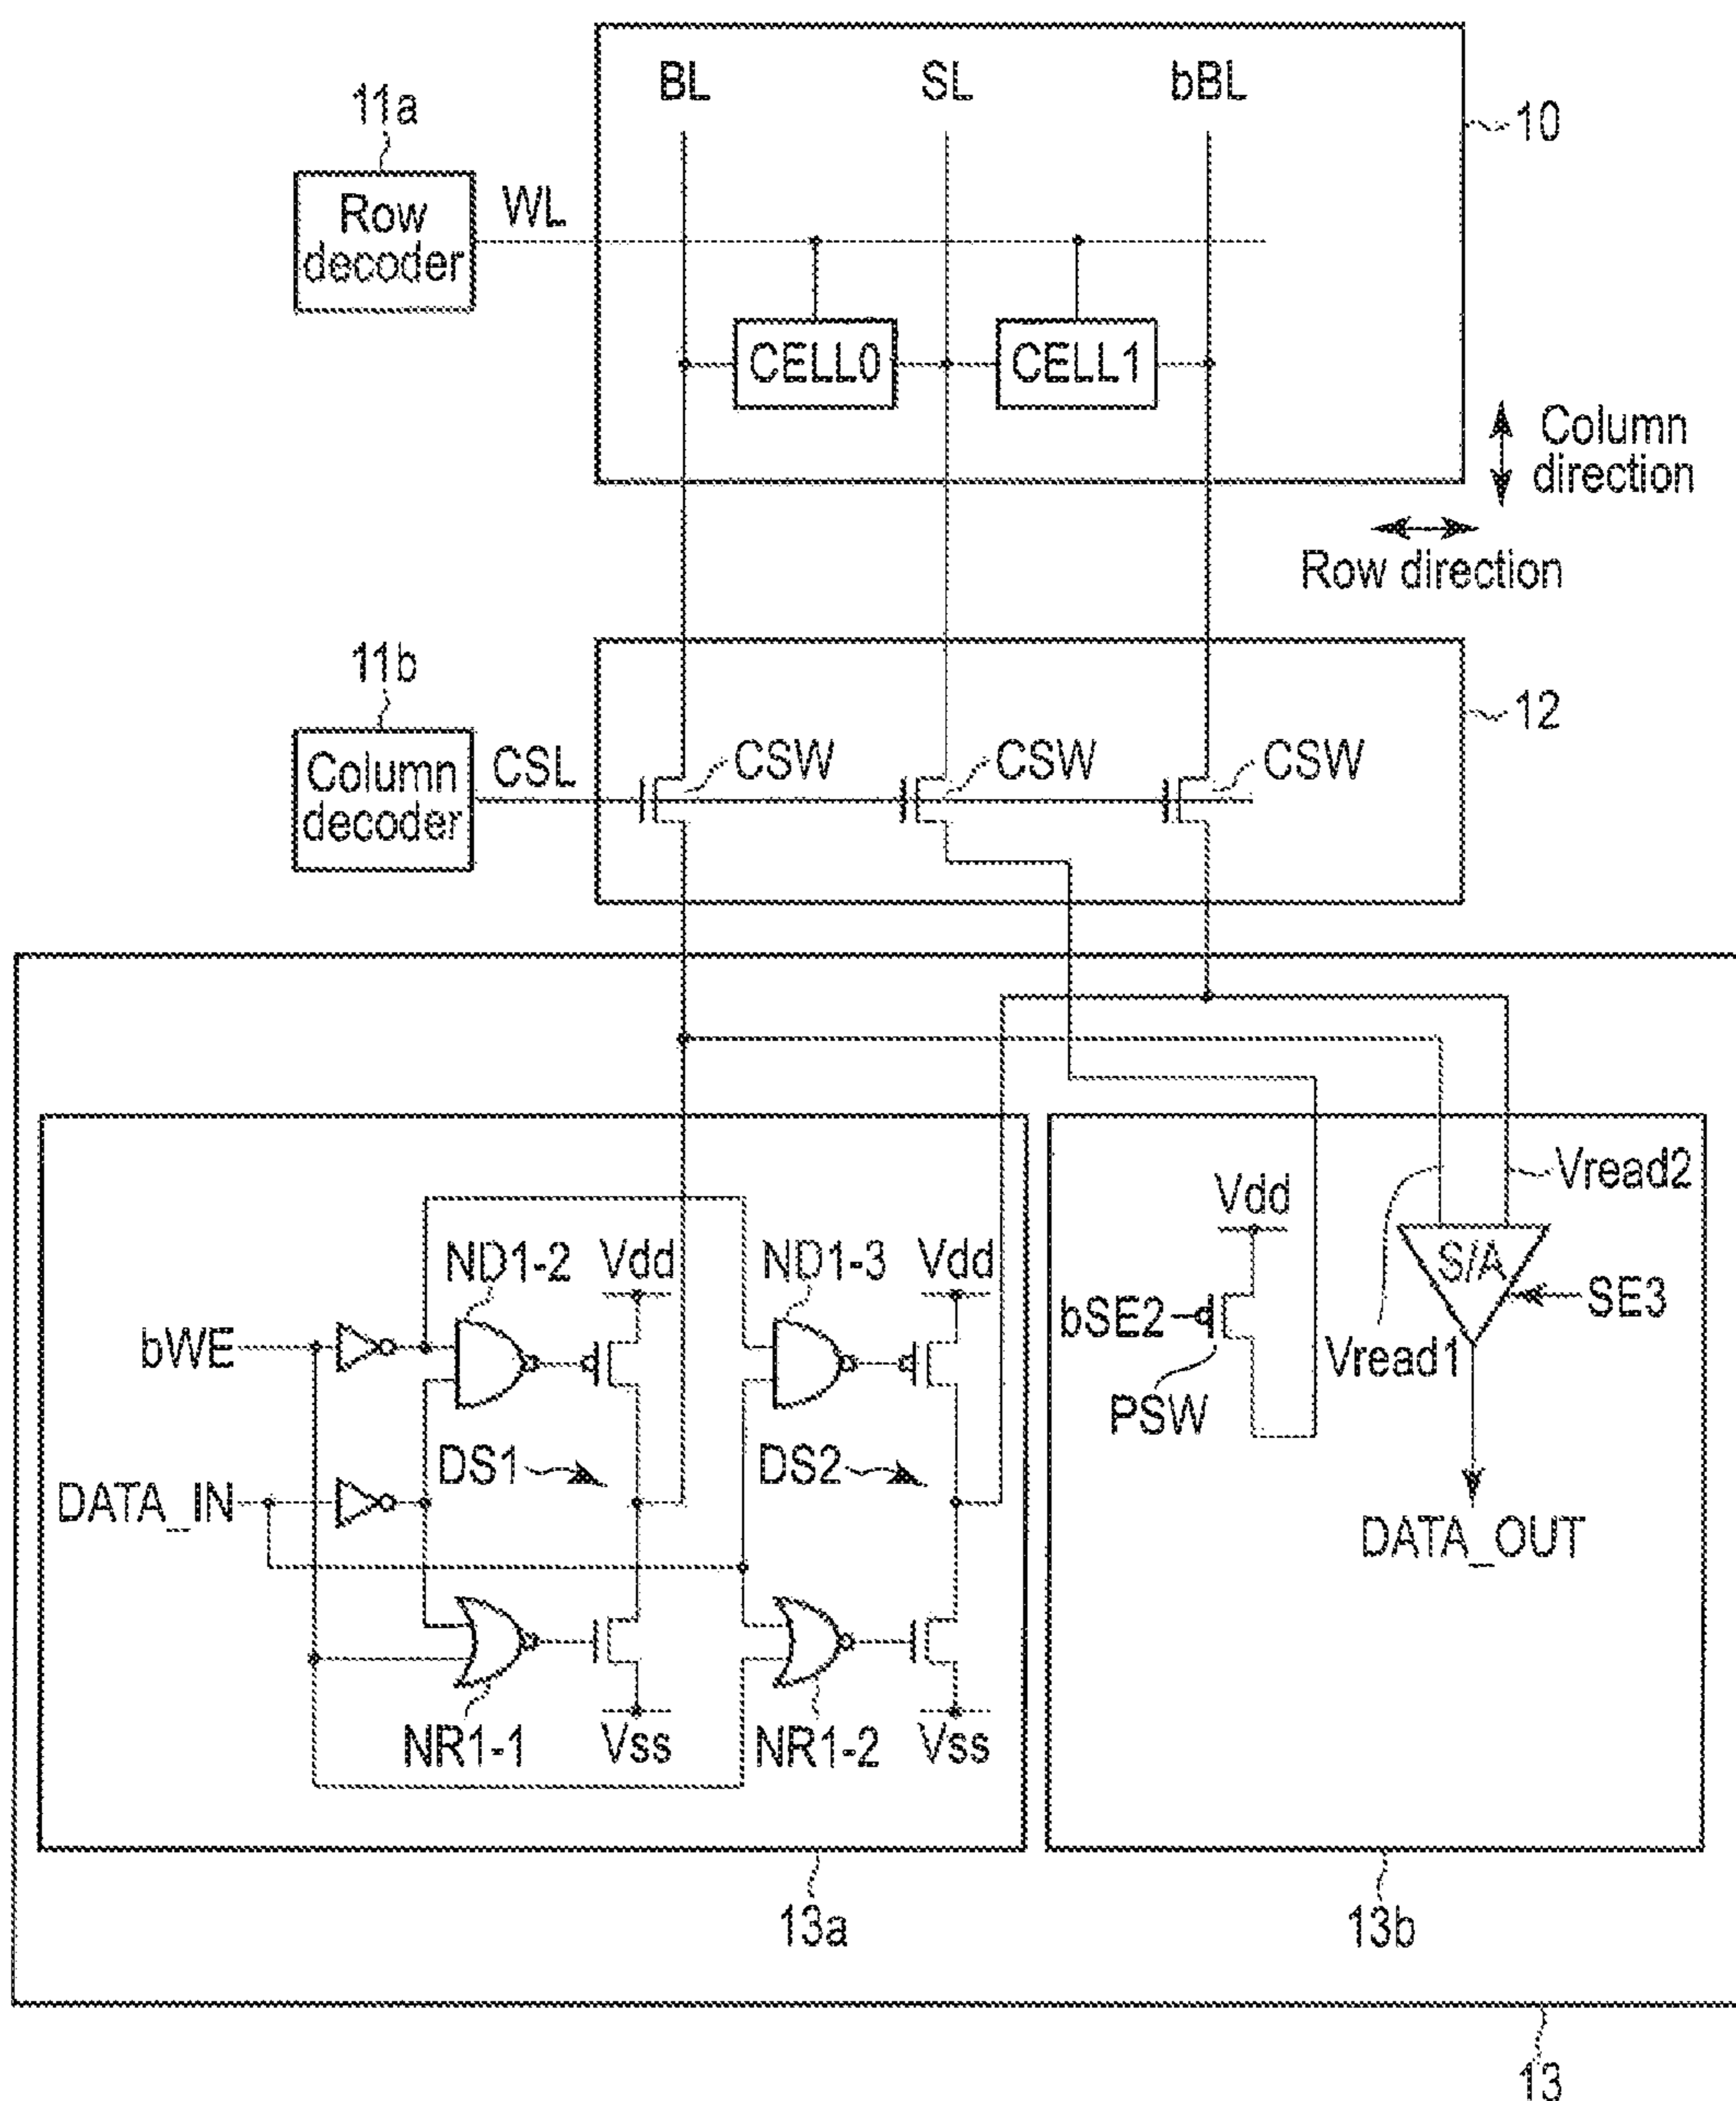 BL
SL
bBL
10
11a
Row
decoder
WL
CELL0
CELL1
Column
direction
Row direction
11b
Column
decoder
CSL
CSW
CSW
CSW
12
Vread2
Vdd
ND1-2
Vdd
ND1-3
Vdd
S/A
bWE
bSE2
SE3
Vread1
PSW
DS1
DS2
DATA_IN
DATA_OUT
NR1-1
Vss
NR1-2
Vss
13a
13b
13